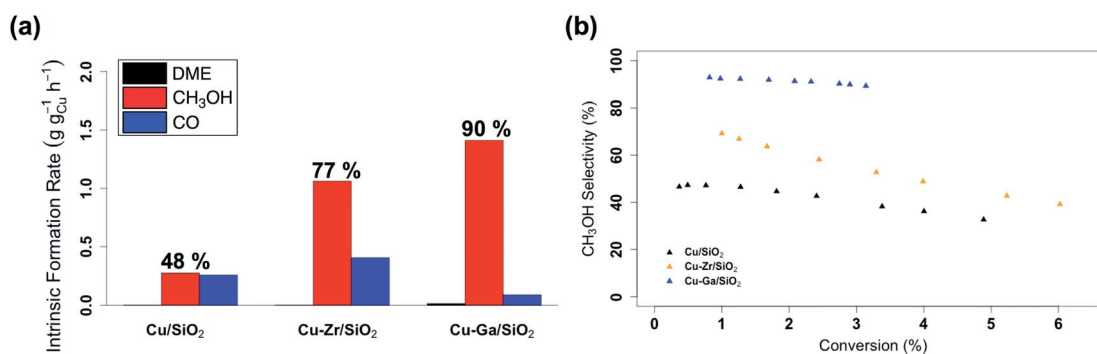 (a)
Intrinsic Formation Rate (g g⁻¹Cu h⁻¹)
2.0
1.5
1.0
0.5
0.0
DME
CH₃OH
CO
48 %
77 %
90 %
Cu/SiO₂
Cu-Zr/SiO₂
Cu-Ga/SiO₂
(b)
CH₃OH Selectivity (%)
100
80
60
40
20
0
Cu/SiO₂
Cu-Zr/SiO₂
Cu-Ga/SiO₂
0 1 2 3 4 5 6
Conversion (%)